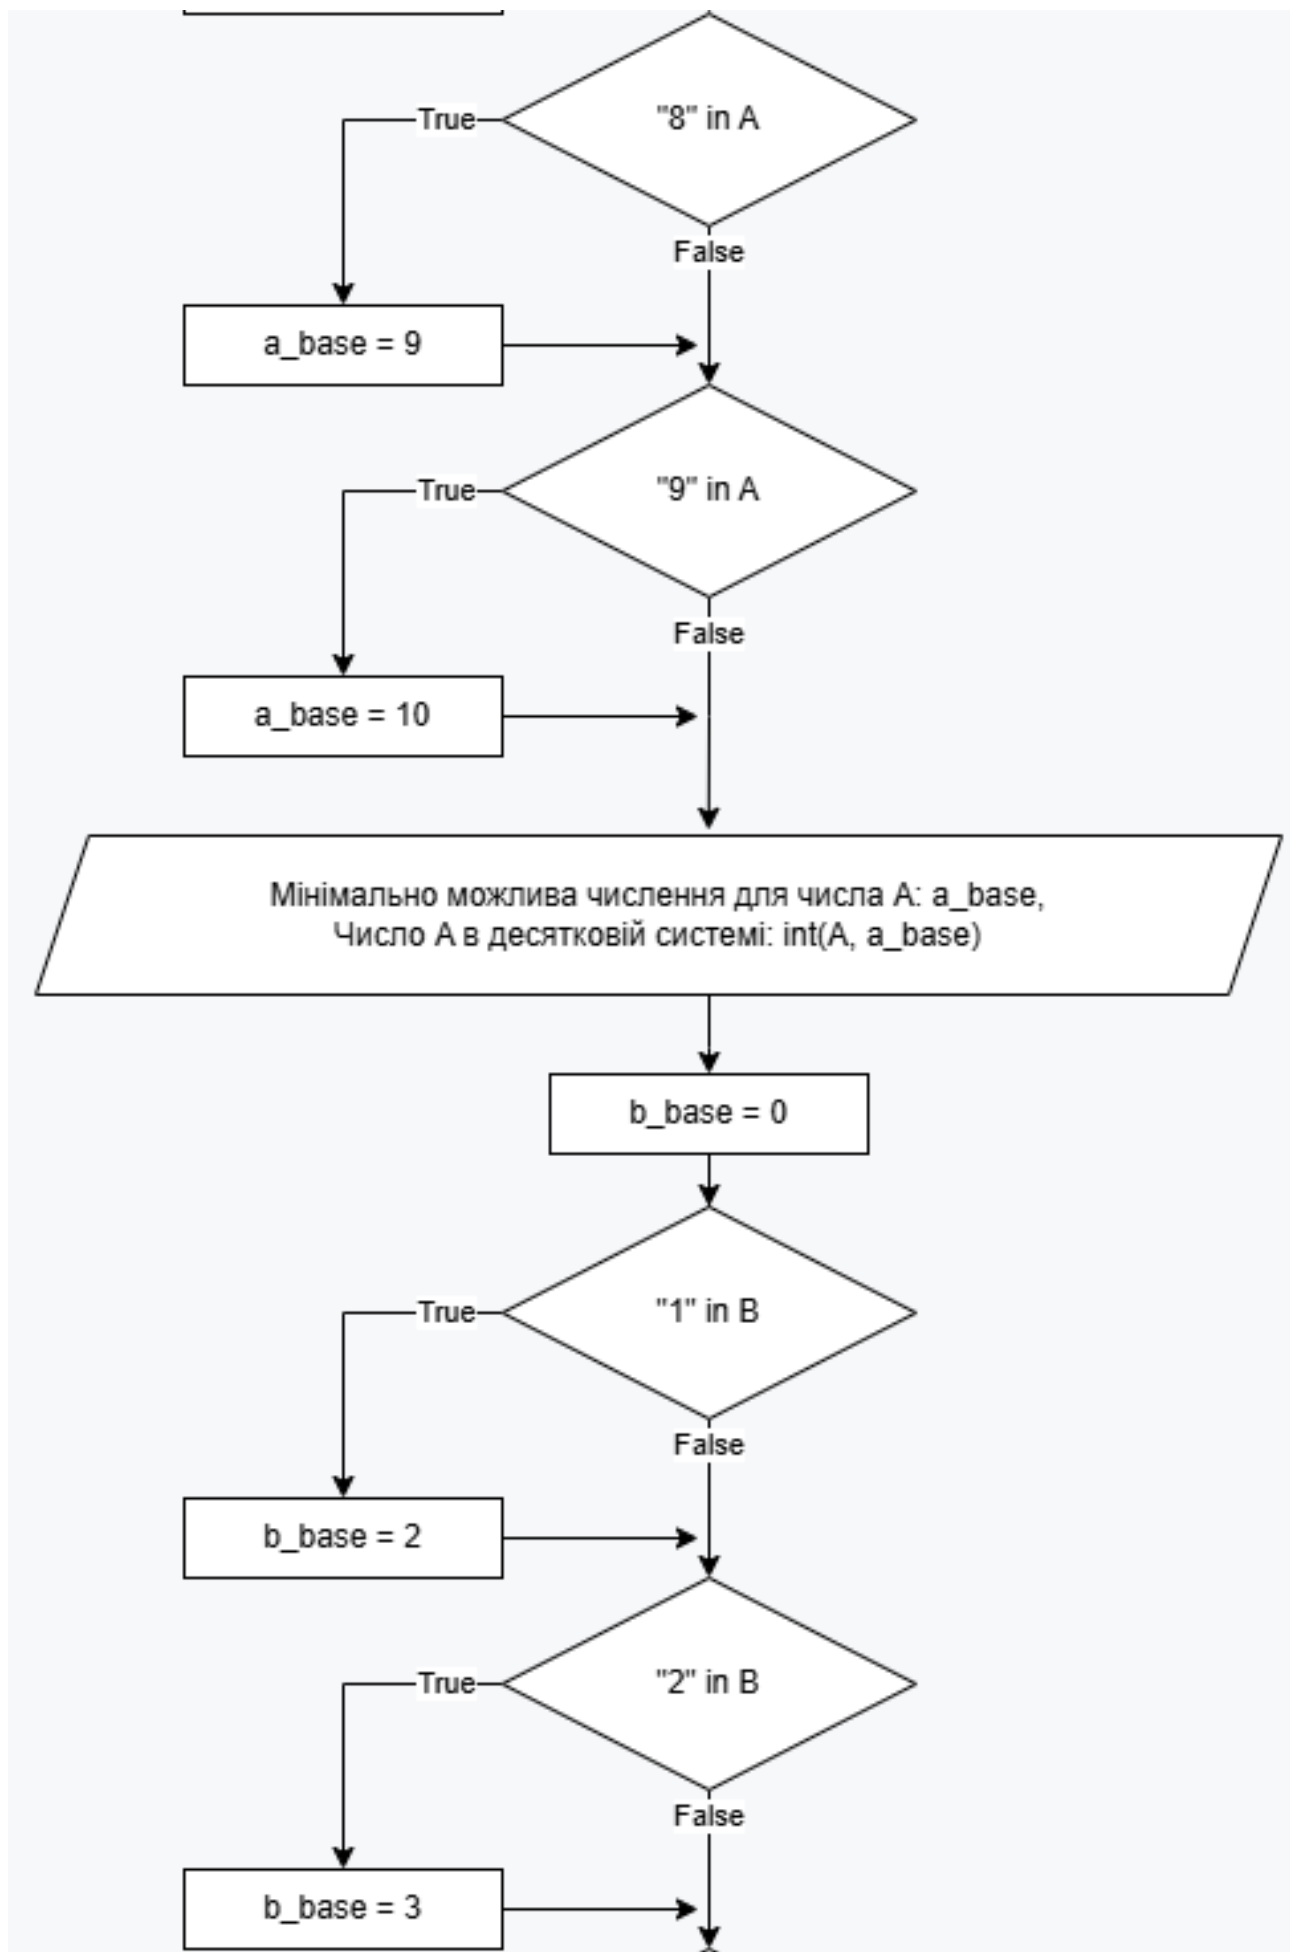 "8" in A
True
False
a_base = 9
"9" in A
True
False
a_base = 10
Мінімально можлива числення для числа A: a_base,
Число A в десятковій системі: int(A, a_base)
b_base = 0
"1" in B
True
False
b_base = 2
"2" in B
True
False
b_base = 3